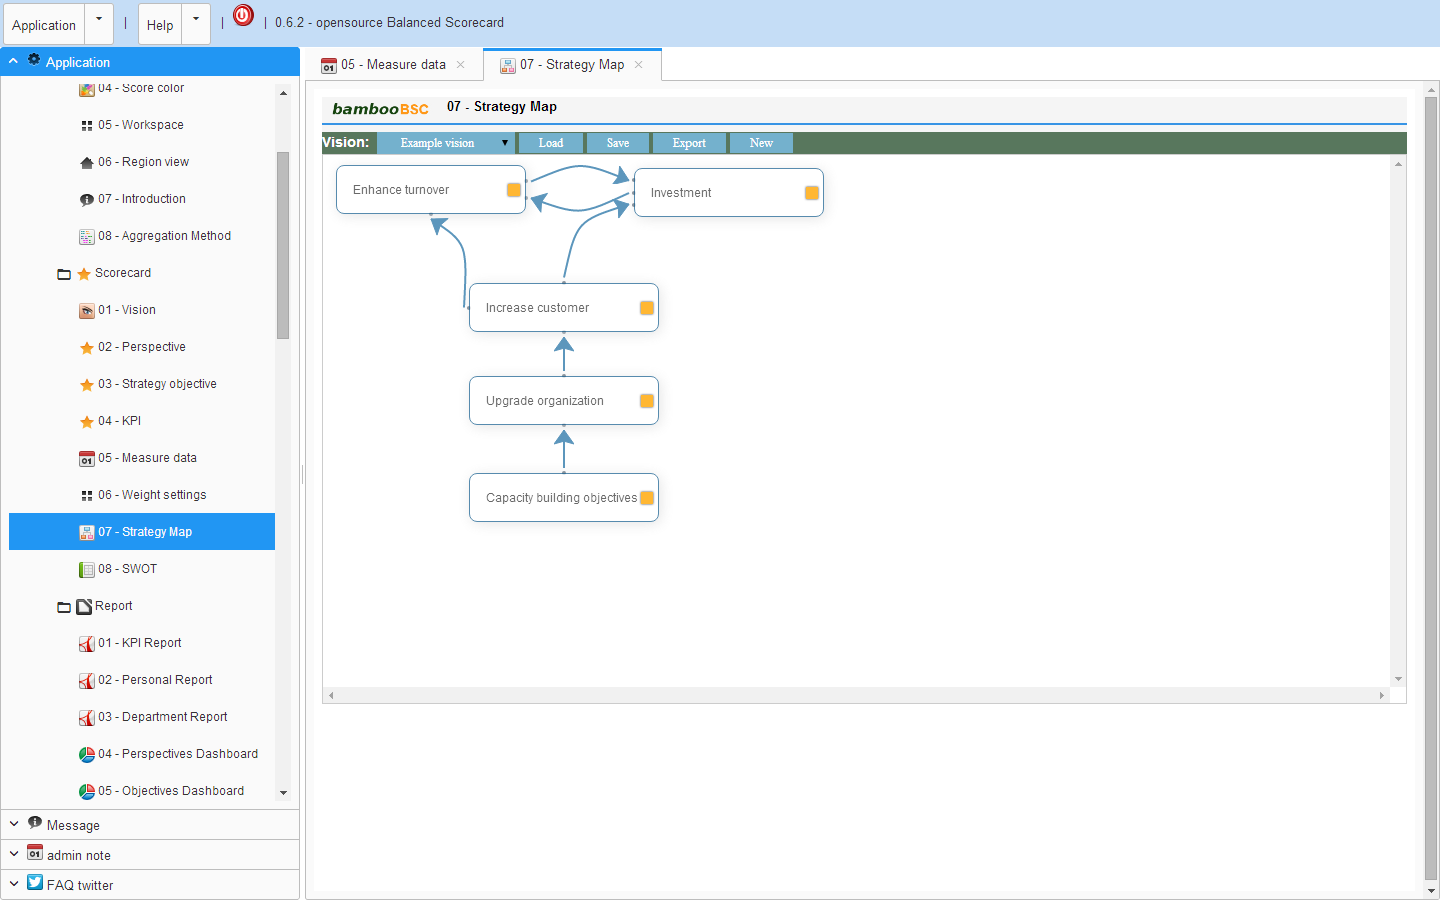 Application
Help
0.6.2 - opensource Balanced Scorecard
Application
04 - Score color
05 - Workspace
06 - Region view
07 - Introduction
08 - Aggregation Method
Scorecard
01 - Vision
02 - Perspective
03 - Strategy objective
04 - KPI
05 - Measure data
06 - Weight settings
07 - Strategy Map
08 - SWOT
Report
01 - KPI Report
02 - Personal Report
03 - Department Report
04 - Perspectives Dashboard
05 - Objectives Dashboard
Message
admin note
FAQ twitter
05 - Measure data
07 - Strategy Map
bambooBSC 07 - Strategy Map
Vision: Example vision Load Save Export New
Enhance turnover
Investment
Increase customer
Upgrade organization
Capacity building objectives